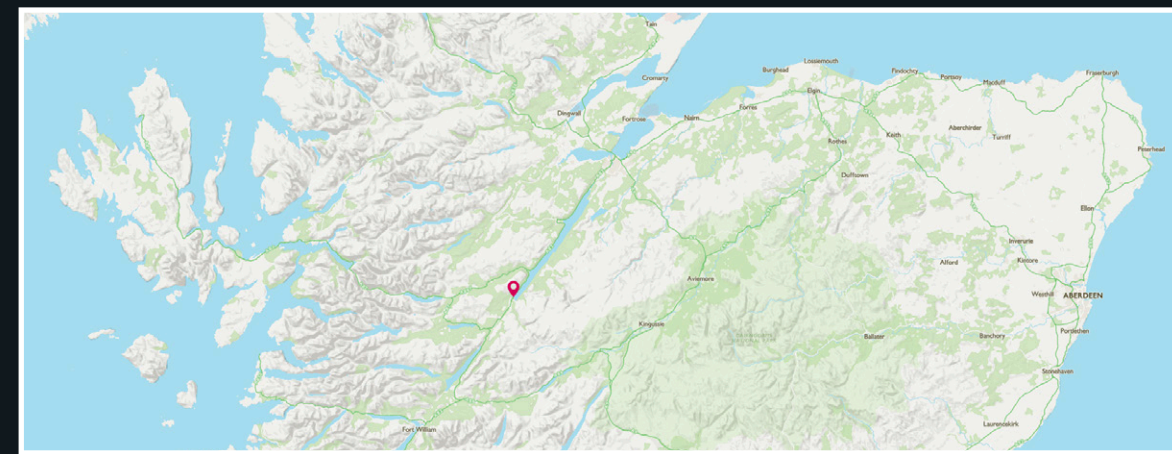 Tain
Lossiemouth
Burghead
Findochty
Portsoy
Macduff
Fraserburgh
Cromarty
Elgin
Dingwall
Forres
Fortrose
Nairn
Keith
Aberchirder
Turriff
Rothes
Peterhead
Dufftown
Ellon
Inverurie
Kintore
Alford
Aviemore
Westhill
ABERDEEN
Kingussie
Portlethen
Ballater
Banchory
Stonehaven
Fort William
Laurencekirk